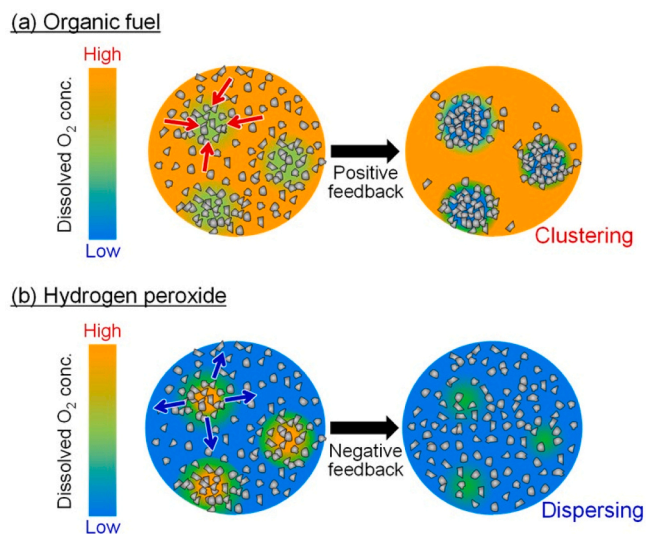 (a) Organic fuel
High
Dissolved O₂ conc.
Low
Positive
feedback
Clustering
(b) Hydrogen peroxide
High
Dissolved O₂ conc.
Low
Negative
feedback
Dispersing